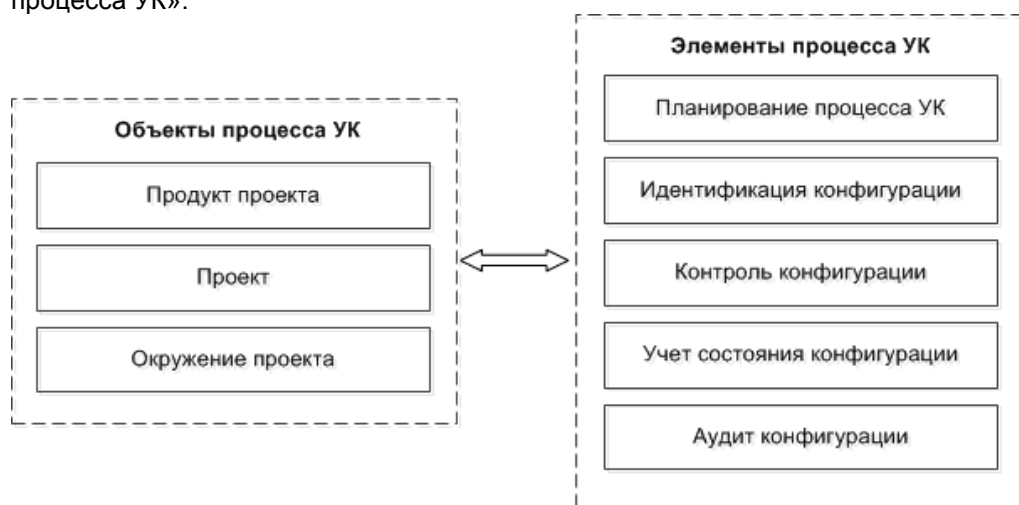 процесса УК».
Объекты процесса УК
Продукт проекта
Проект
Окружение проекта
Элементы процесса УК
Планирование процесса УК
Идентификация конфигурации
Контроль конфигурации
Учет состояния конфигурации
Аудит конфигурации